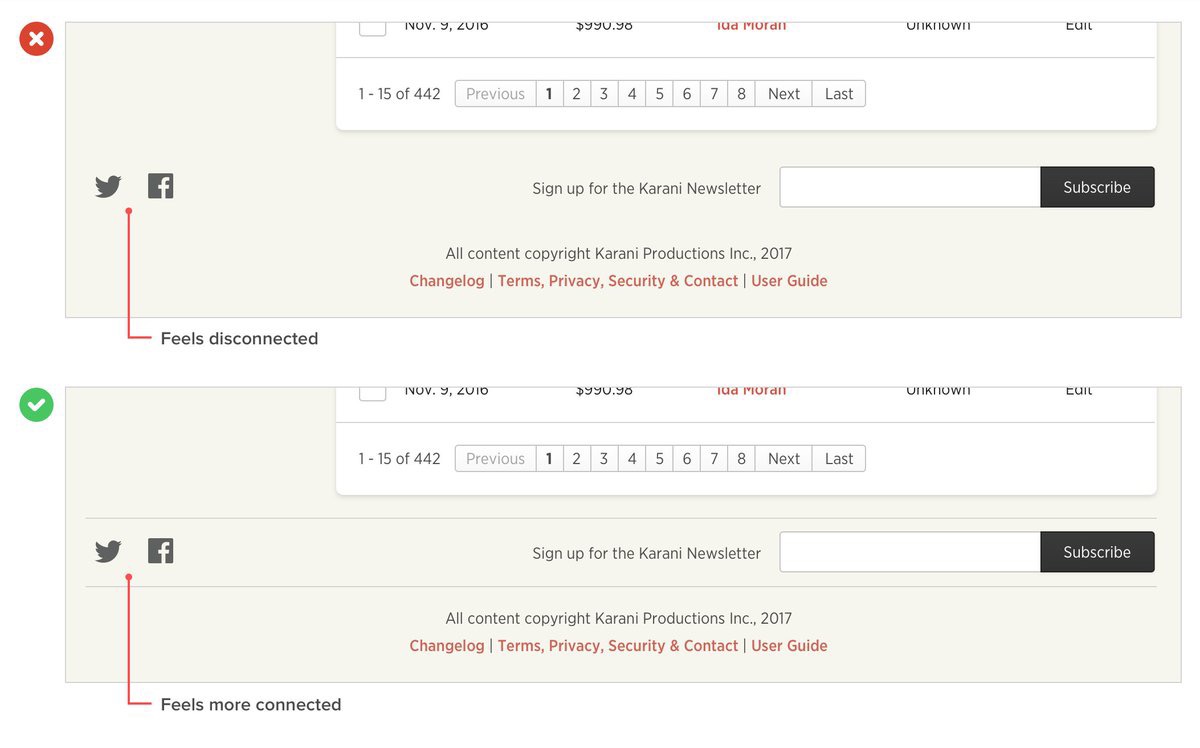 Nov. 9, 2016 $990.98 Ida Moran Unknown Edit
1 - 15 of 442 Previous 1 2 3 4 5 6 7 8 Next Last
Sign up for the Karani Newsletter Subscribe
All content copyright Karani Productions Inc., 2017
Changelog | Terms, Privacy, Security & Contact | User Guide
Feels disconnected
Nov. 9, 2016 $990.98 Ida Moran Unknown Edit
1 - 15 of 442 Previous 1 2 3 4 5 6 7 8 Next Last
Sign up for the Karani Newsletter Subscribe
All content copyright Karani Productions Inc., 2017
Changelog | Terms, Privacy, Security & Contact | User Guide
Feels more connected